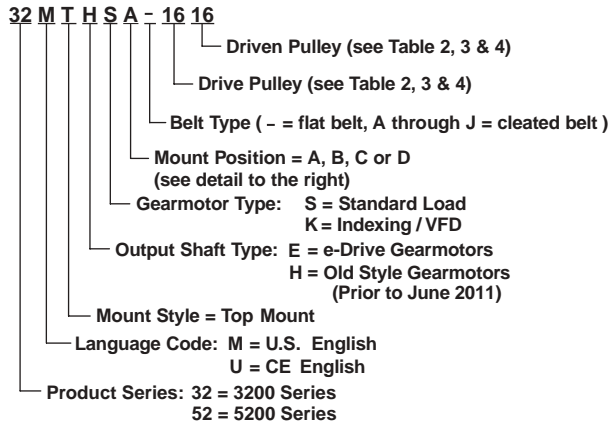 32 M T H S A - 16 16
Driven Pulley (see Table 2, 3 & 4)
Drive Pulley (see Table 2, 3 & 4)
Belt Type ( – = flat belt, A through J = cleated belt )
Mount Position = A, B, C or D
(see detail to the right)
Gearmotor Type: S = Standard Load
K = Indexing / VFD
Output Shaft Type: E = e-Drive Gearmotors
H = Old Style Gearmotors
(Prior to June 2011)
Mount Style = Top Mount
Language Code: M = U.S. English
U = CE English
Product Series: 32 = 3200 Series
52 = 5200 Series